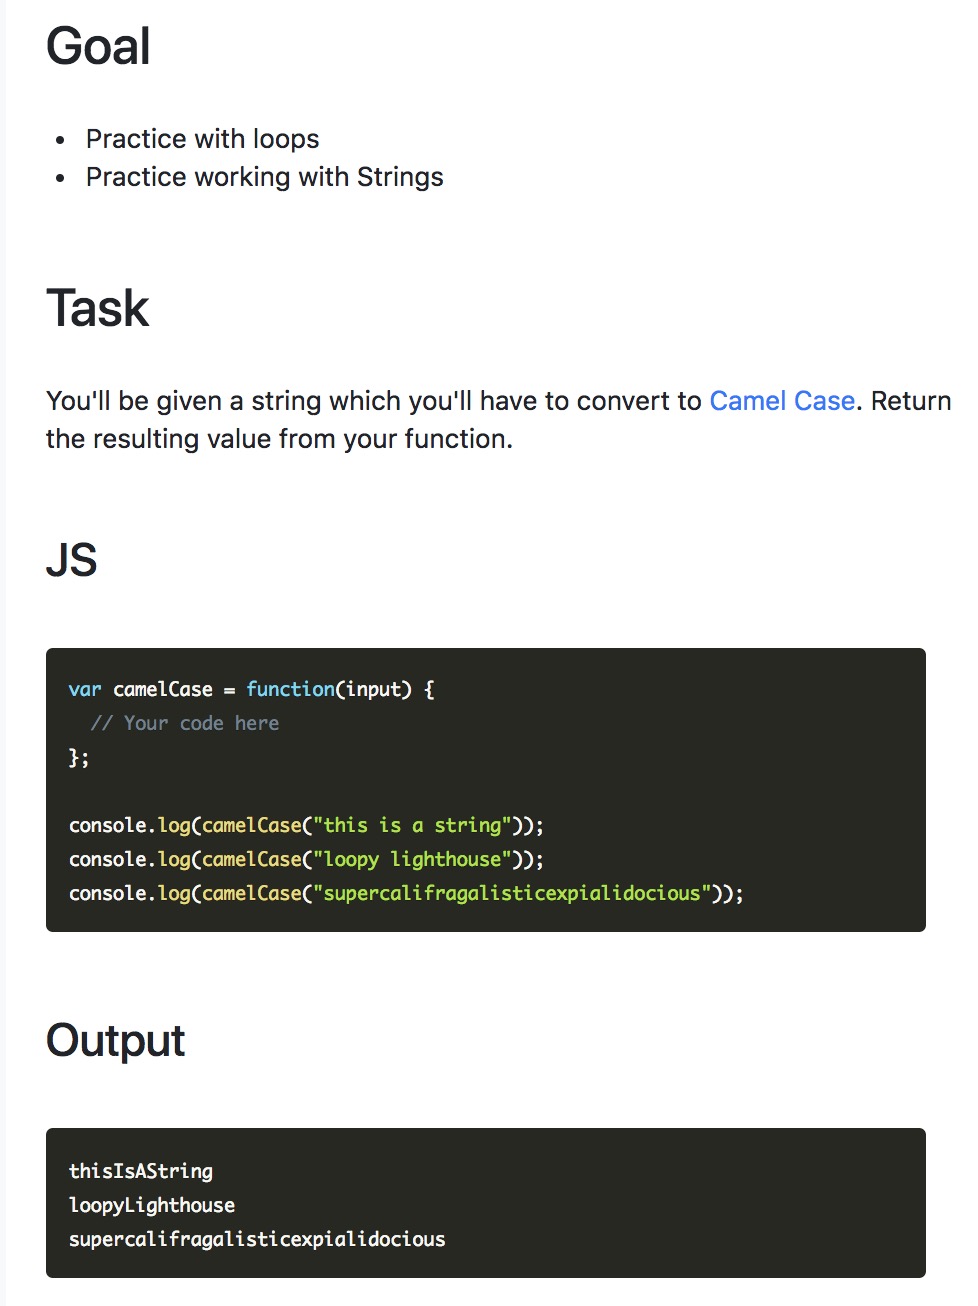 Goal
• Practice with loops
• Practice working with Strings
Task
You'll be given a string which you'll have to convert to Camel Case. Return
the resulting value from your function.
JS
var camelCase = function(input) {
  // Your code here
};
console.log(camelCase("this is a string"));
console.log(camelCase("loopy lighthouse"));
console.log(camelCase("supercalifragalisticexpialidocious"));
Output
thisIsAString
loopyLighthouse
supercalifragalisticexpialidocious